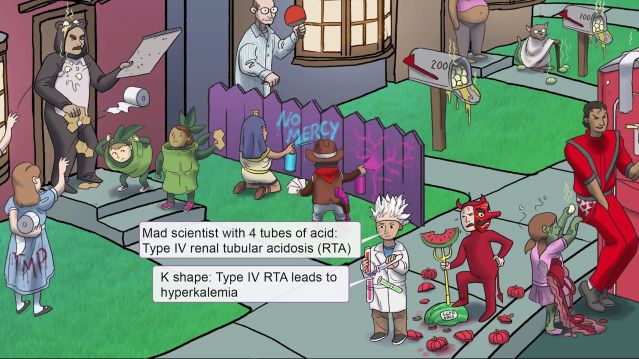 200
100
NO
MERCY
MP
Mad scientist with 4 tubes of acid:
Type IV renal tubular acidosis (RTA)
K shape: Type IV RTA leads to
hyperkalemia